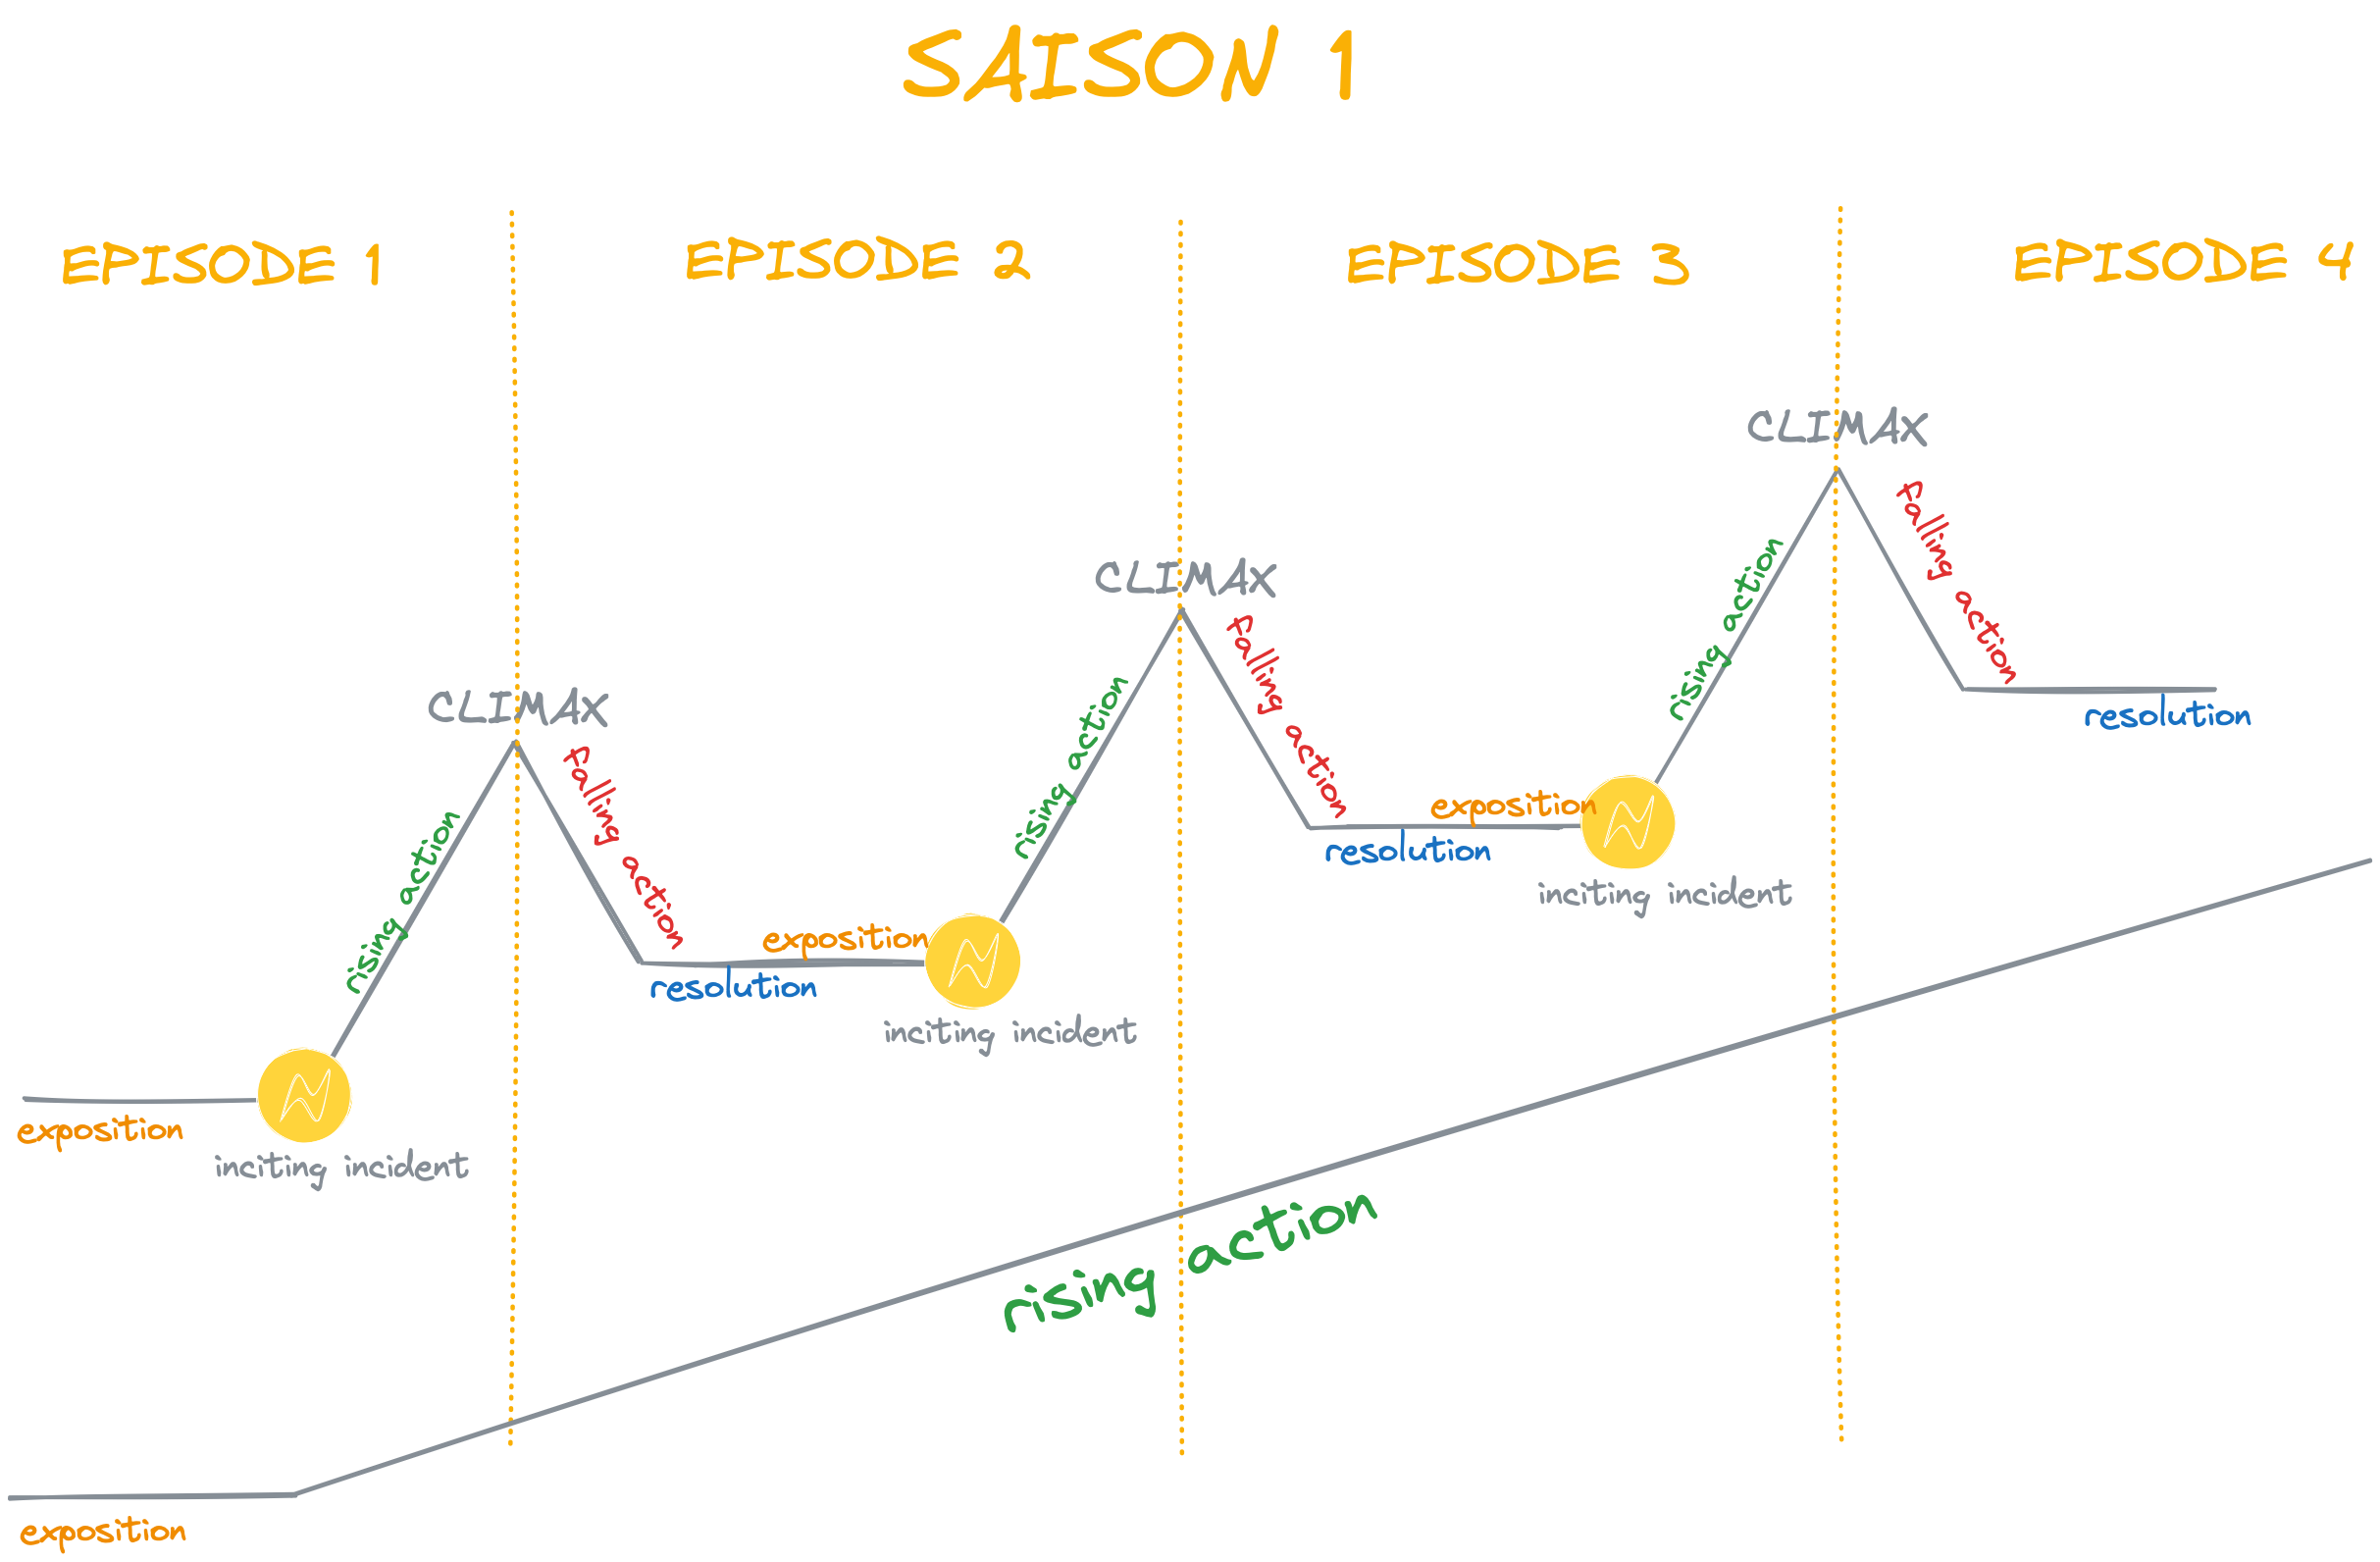 SAISON 1
EPISODE 1
EPISODE 2
EPISODE 3
EPISODE 4
CLIMAX
CLIMAX
CLIMAX
rising action
falling action
rising action
falling action
rising action
falling action
resolution
exposition
resolution
inciting incident
exposition
resolution
inciting incident
exposition
inciting incident
rising action
exposition